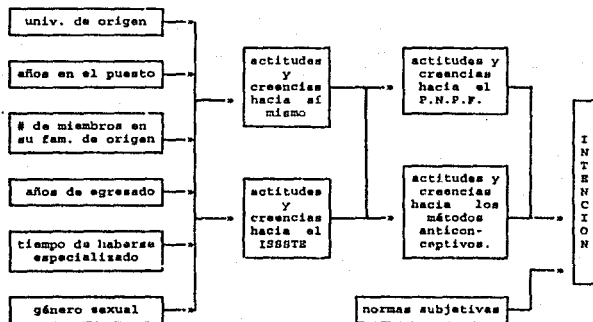 univ. de origen
años en el puesto
# de miembros en
su fam. de origen
años de egresado
tiempo de haberse
especializado
género sexual
actitudes
y
creencias
hacia sí
mismo
actitudes
y
creencias
hacia el
ISSSTE
actitudes y
creencias
hacia el
P.N.P.F.
actitudes y
creencias
hacia los
métodos
anticon-
ceptivos.
normas subjetivas
I
N
T
E
N
C
I
O
N